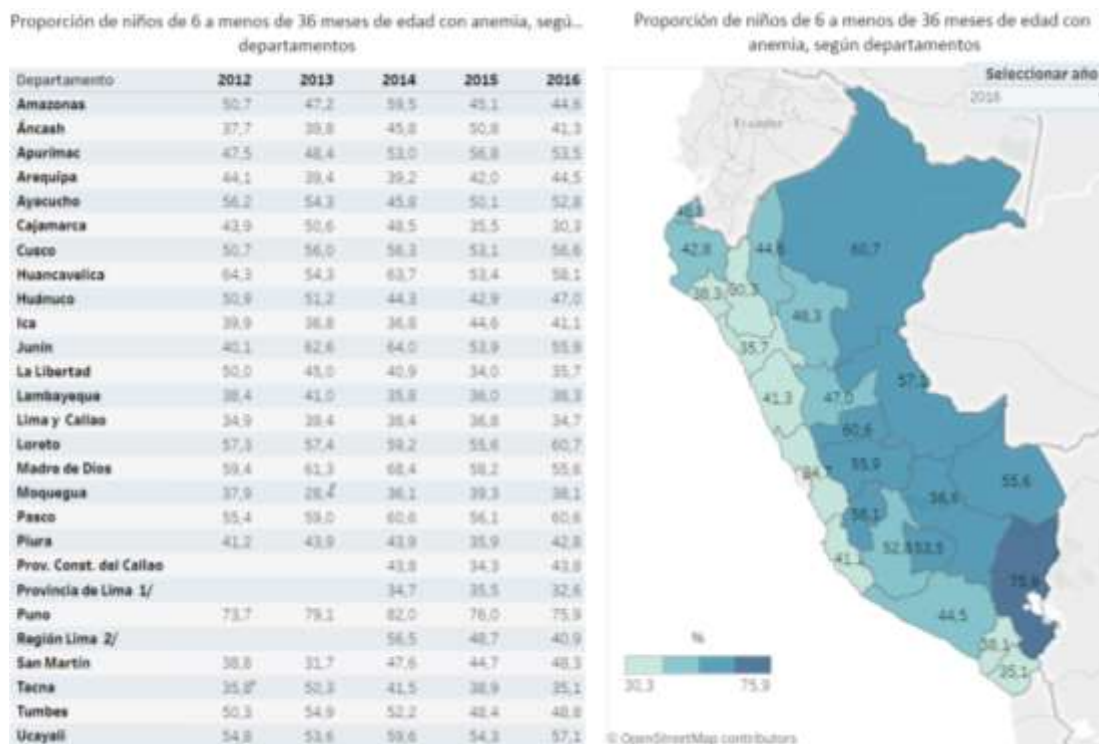 Proporción de niños de 6 a menos de 36 meses de edad con anemia, segú...
departamentos
Departamento 2012 2013 2014 2015 2016
Amazonas 50,7 47,2 59,5 45,1 44,6
Áncash 37,7 39,8 45,8 50,8 41,3
Apurímac 47,5 48,4 53,0 56,8 53,5
Arequipa 44,1 39,4 39,2 42,0 44,5
Ayacucho 56,2 54,3 45,8 50,1 52,8
Cajamarca 43,9 50,6 48,5 35,5 30,3
Cusco 50,7 56,0 56,3 53,1 56,6
Huancavelica 64,3 54,3 63,7 53,4 58,1
Huánuco 50,9 51,2 44,3 42,9 47,0
Ica 39,9 36,8 36,8 44,6 41,1
Junín 40,1 62,6 64,0 53,9 55,9
La Libertad 50,0 45,0 40,9 34,0 35,7
Lambayeque 38,4 41,0 35,8 36,0 38,3
Lima y Callao 34,9 39,4 38,4 36,8 34,7
Loreto 57,3 57,4 59,2 55,6 60,7
Madre de Dios 59,4 61,3 68,4 58,2 55,6
Moquegua 37,9 28,4 36,1 39,3 38,1
Pasco 55,4 59,0 60,6 56,1 60,6
Piura 41,2 43,9 43,9 35,9 42,8
Prov. Const. del Callao 43,8 34,3 43,8
Provincia de Lima 1/ 34,7 35,5 32,6
Puno 73,7 79,1 82,0 76,0 75,9
Región Lima 2/ 56,5 48,7 40,9
San Martín 38,8 31,7 47,6 44,7 48,3
Tacna 35,8 50,3 41,5 38,9 35,1
Tumbes 50,3 54,9 52,2 48,4 48,8
Ucayali 54,8 53,6 59,6 54,3 57,1
Proporción de niños de 6 a menos de 36 meses de edad con
anemia, según departamentos
Seleccionar año
2016
Ecuador
42,8 44,6 60,7
38,3 30,3
48,3
35,7
57,1
41,3 47,0
60,6
55,9
55,6
34,7
58,1
52,8 53,5
41,1
75,9
44,5
38,1
35,1
%
30,3 75,9
© OpenStreetMap contributors